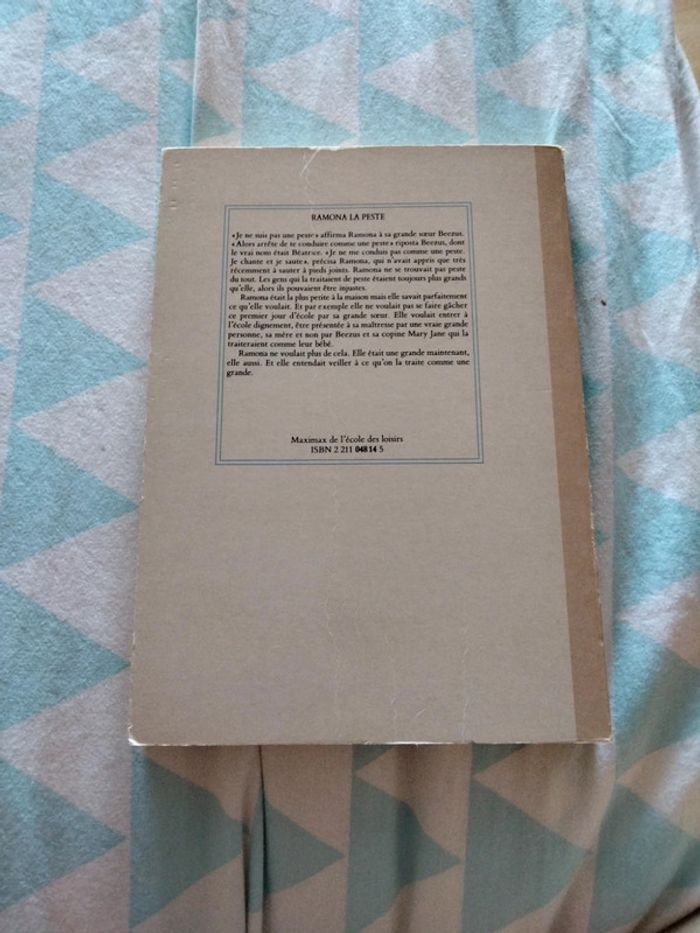 RAMONA LA PESTE
«Je ne suis pas une peste» affirma Ramona à sa grande sœur Beezus.
«Alors arrête de te conduire comme une peste» riposta Beezus, dont
le vrai nom était Béatrice. «Je ne me conduis pas comme une peste.
Je chante et je saute», précisa Ramona, qui n'avait appris que très
récemment à sauter à pieds joints. Ramona ne se trouvait pas peste
du tout. Les gens qui la traitaient de peste étaient toujours plus grands
qu'elle, alors ils pouvaient être injustes.
Ramona était la plus petite à la maison mais elle savait parfaitement
ce qu'elle voulait. Et par exemple elle ne voulait pas se faire gâcher
ce premier jour d'école par sa grande sœur. Elle voulait entrer à
l'école dignement, être présentée à sa maîtresse par une vraie grande
personne, sa mère et non par Beezus et sa copine Mary Jane qui la
traiteraient comme leur bébé.
Ramona ne voulait plus de cela. Elle était une grande maintenant,
elle aussi. Et elle entendait veiller à ce qu'on la traite comme une
grande.
Maximax de l'école des loisirs
ISBN 2 211 048 14 5